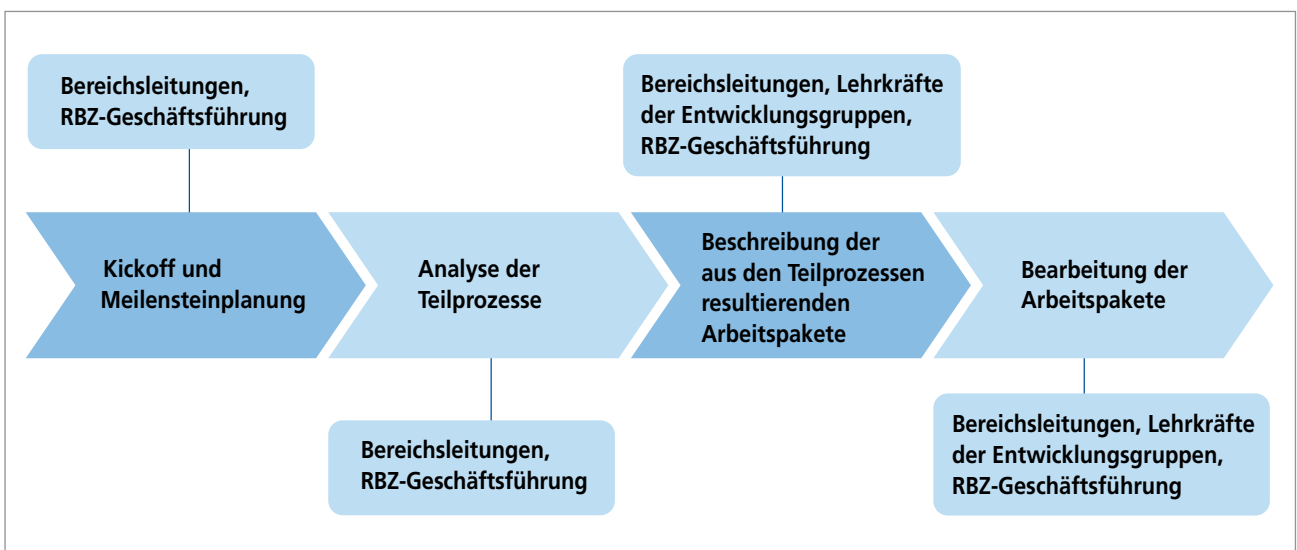 Bereichsleitungen,
RBZ-Geschäftsführung
Bereichsleitungen, Lehrkräfte
der Entwicklungsgruppen,
RBZ-Geschäftsführung
Kickoff und
Meilensteinplanung
Analyse der
Teilprozesse
Beschreibung der
aus den Teilprozessen
resultierenden
Arbeitspakete
Bearbeitung der
Arbeitspakete
Bereichsleitungen,
RBZ-Geschäftsführung
Bereichsleitungen, Lehrkräfte
der Entwicklungsgruppen,
RBZ-Geschäftsführung